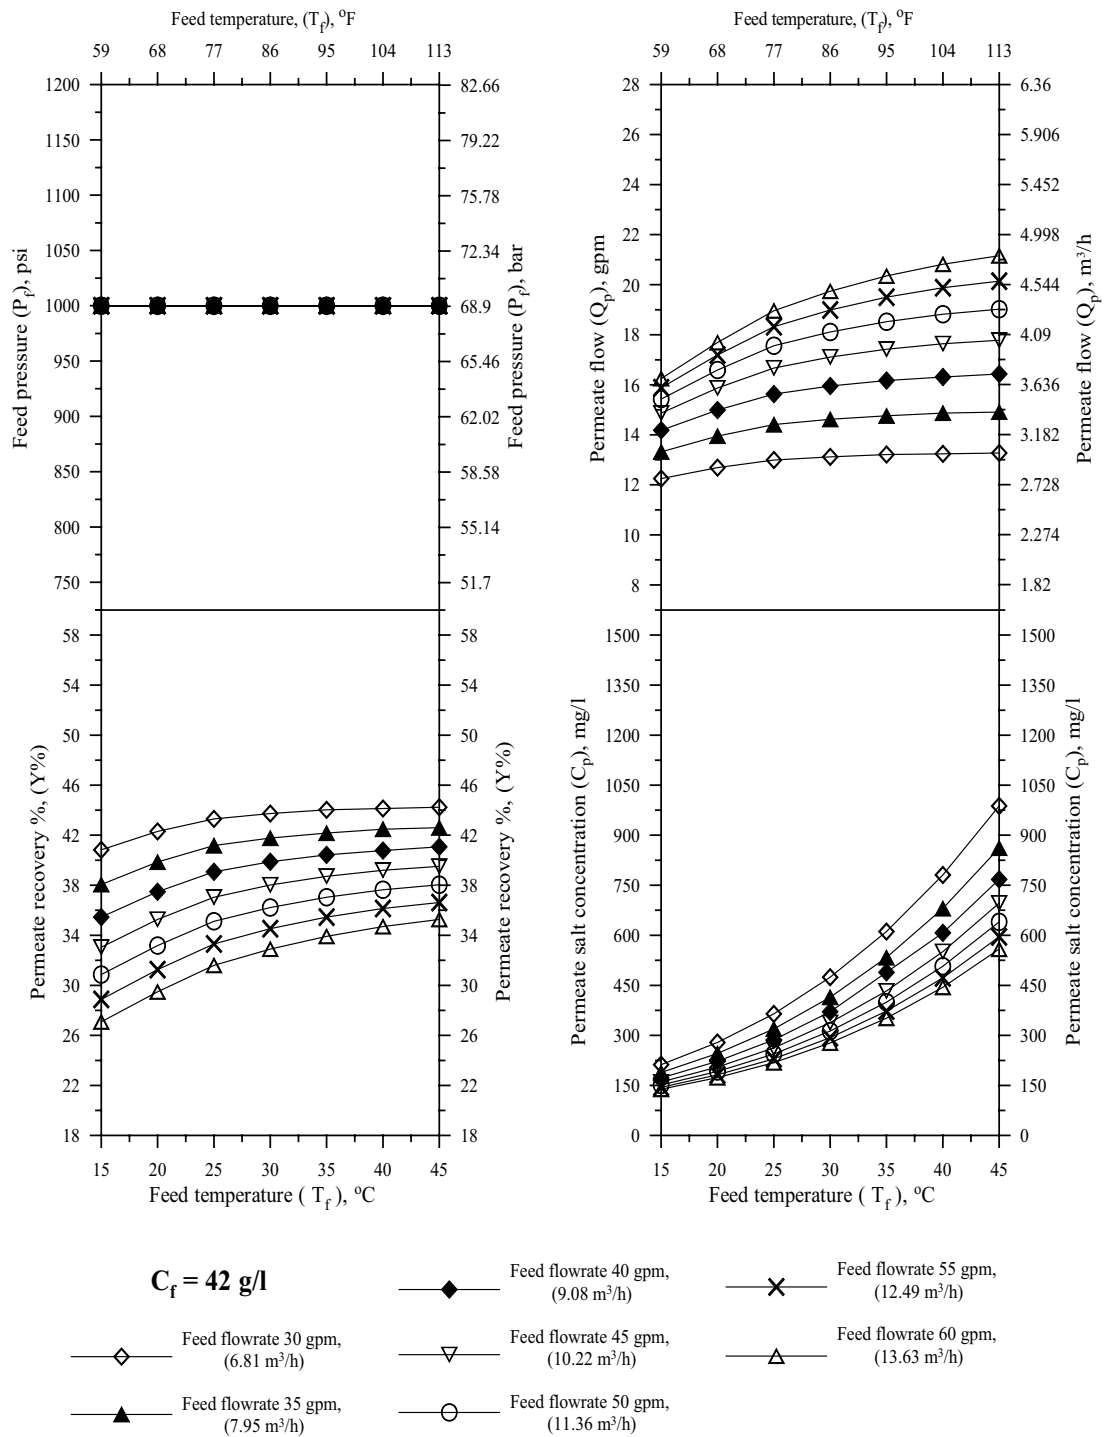 Feed temperature, (Tf), °F
59 68 77 86 95 104 113
1200
1150
1100
1050
1000
950
900
850
800
750
Feed pressure (Pf), psi
82.66
79.22
75.78
72.34
68.9
65.46
62.02
58.58
55.14
51.7
Feed pressure (Pf), bar
58
54
50
46
42
38
34
30
26
22
18
Permeate recovery %, (Y%)
58
54
50
46
42
38
34
30
26
22
18
Permeate recovery %, (Y%)
15 20 25 30 35 40 45
Feed temperature ( Tf ), °C
Feed temperature, (Tf), °F
59 68 77 86 95 104 113
28
26
24
22
20
18
16
14
12
10
8
Permeate flow (Qp), gpm
6.36
5.906
5.452
4.998
4.544
4.09
3.636
3.182
2.728
2.274
1.82
Permeate flow (Qp), m³/h
1500
1350
1200
1050
900
750
600
450
300
150
0
Permeate salt concentration (Cp), mg/l
1500
1350
1200
1050
900
750
600
450
300
150
0
Permeate salt concentration (Cp), mg/l
15 20 25 30 35 40 45
Feed temperature ( Tf ), °C
Cf = 42 g/l
Feed flowrate 30 gpm,
(6.81 m³/h)
Feed flowrate 35 gpm,
(7.95 m³/h)
Feed flowrate 40 gpm,
(9.08 m³/h)
Feed flowrate 45 gpm,
(10.22 m³/h)
Feed flowrate 50 gpm,
(11.36 m³/h)
Feed flowrate 55 gpm,
(12.49 m³/h)
Feed flowrate 60 gpm,
(13.63 m³/h)